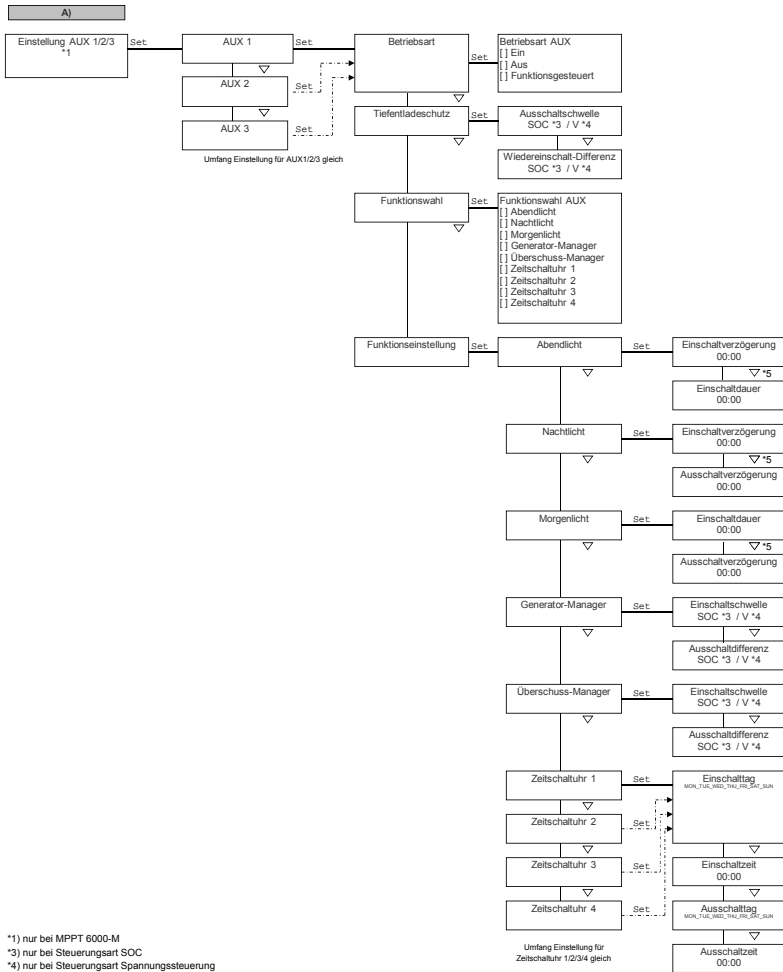 A)
Einstellung AUX 1/2/3
*1
Set
AUX 1
Set
Betriebsart
Set
Betriebsart AUX
[ ] Ein
[ ] Aus
[ ] Funktionsgesteuert
AUX 2
Set
AUX 3
Set
Umfang Einstellung für AUX1/2/3 gleich
Tiefentladeschutz
Set
Ausschaltschwelle
SOC *3 / V *4
Wiedereinschalt-Differenz
SOC *3 / V *4
Funktionswahl
Set
Funktionswahl AUX
[ ] Abendlicht
[ ] Nachtlicht
[ ] Morgenlicht
[ ] Generator-Manager
[ ] Überschuss-Manager
[ ] Zeitschaltuhr 1
[ ] Zeitschaltuhr 2
[ ] Zeitschaltuhr 3
[ ] Zeitschaltuhr 4
Funktionseinstellung
Set
Abendlicht
Set
Einschaltverzögerung
00:00
*5
Einschaltdauer
00:00
Nachtlicht
Set
Einschaltverzögerung
00:00
*5
Ausschaltverzögerung
00:00
Morgenlicht
Set
Einschaltdauer
00:00
*5
Ausschaltverzögerung
00:00
Generator-Manager
Set
Einschaltschwelle
SOC *3 / V *4
Ausschaltdifferenz
SOC *3 / V *4
Überschuss-Manager
Set
Einschaltschwelle
SOC *3 / V *4
Ausschaltdifferenz
SOC *3 / V *4
Zeitschaltuhr 1
Set
Einschalttag
MON_TUE_WED_THU_FRI_SAT_SUN
Zeitschaltuhr 2
Set
Zeitschaltuhr 3
Set
Einschaltzeit
00:00
Zeitschaltuhr 4
Set
Ausschalttag
MON_TUE_WED_THU_FRI_SAT_SUN
Umfang Einstellung für
Zeitschaltuhr 1/2/3/4 gleich
Ausschaltzeit
00:00
*1) nur bei MPPT 6000-M
*3) nur bei Steuerungsart SOC
*4) nur bei Steuerungsart Spannungssteuerung